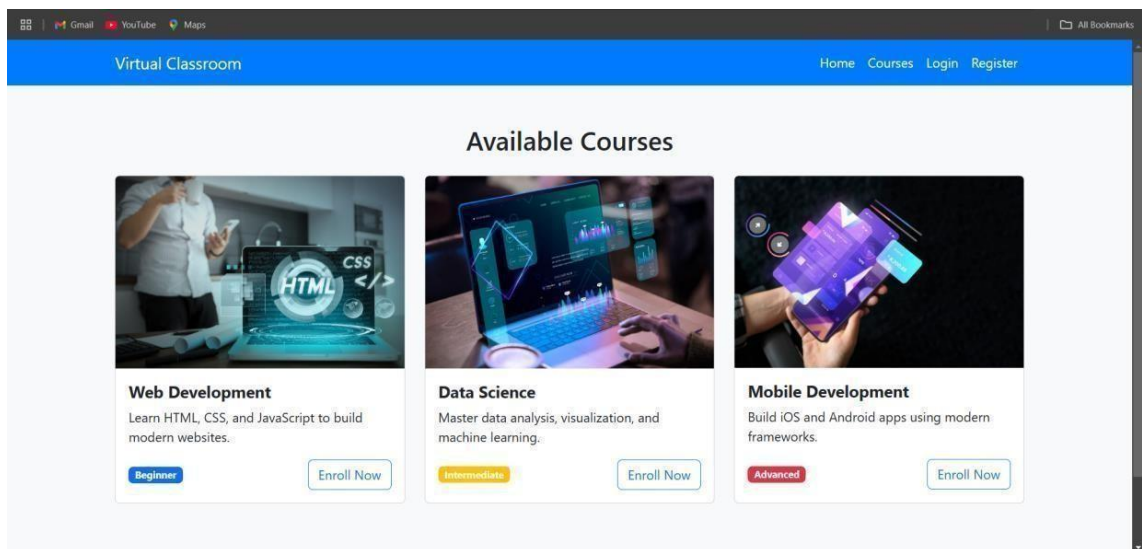 Gmail YouTube Maps All Bookmarks
Virtual Classroom Home Courses Login Register
Available Courses
CSS
HTML </>
Web Development
Learn HTML, CSS, and JavaScript to build
modern websites.
Beginner Enroll Now
Data Science
Master data analysis, visualization, and
machine learning.
Intermediate Enroll Now
Mobile Development
Build iOS and Android apps using modern
frameworks.
Advanced Enroll Now